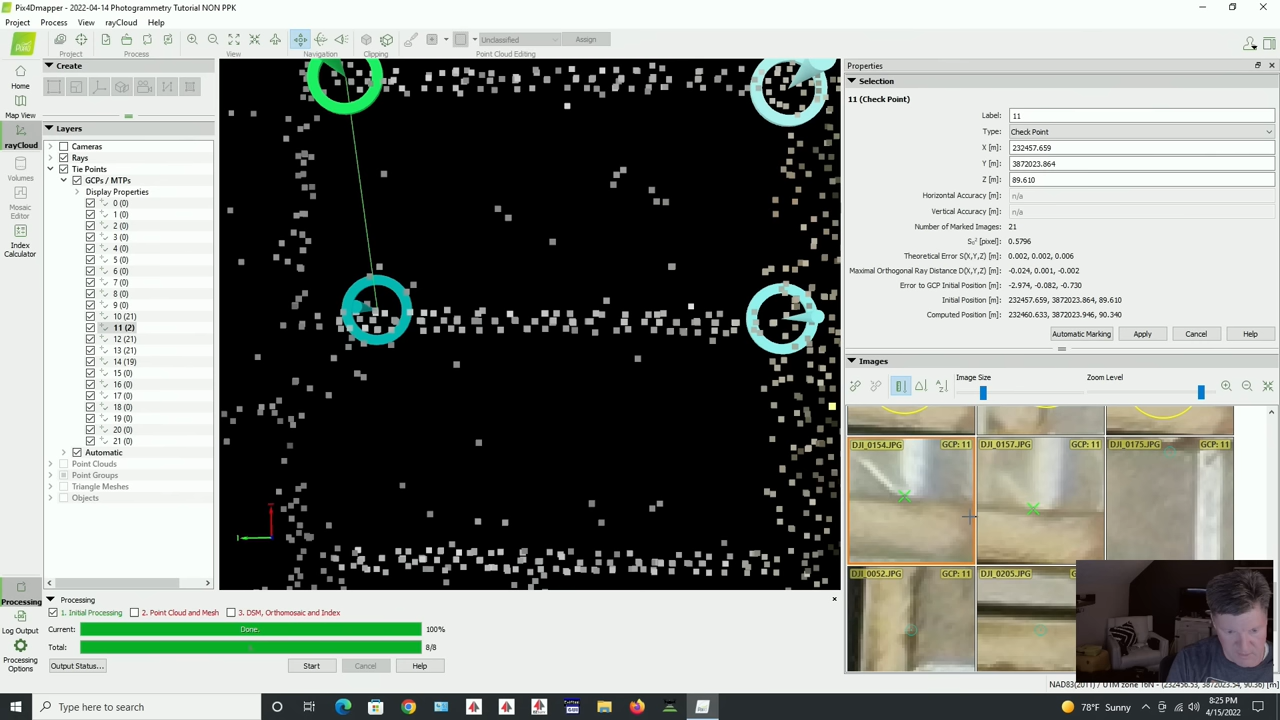 Pix4Dmapper - 2022-04-14 Photogrammetry Tutorial NON PPK
Project Process View rayCloud Help
Unclassified Assign
Project Process View Navigation Clipping Point Cloud Editing
Home
Map View
rayCloud
Volumes
Mosaic Editor
Index Calculator
Processing
Log Output
Processing Options
Create
Layers
Cameras
Rays
Tie Points
GCPs / MTPs
Display Properties
0 (0)
1 (0)
2 (0)
3 (0)
4 (0)
5 (0)
6 (0)
7 (0)
8 (0)
9 (0)
10 (21)
11 (2)
12 (21)
13 (21)
14 (19)
15 (0)
16 (0)
17 (0)
18 (0)
19 (0)
20 (0)
21 (0)
Automatic
Point Clouds
Point Groups
Triangle Meshes
Objects
Processing
1. Initial Processing 2. Point Cloud and Mesh 3. DSM, Orthomosaic and Index
Current: Done. 100%
Total: 8/8
Output Status... Start Cancel Help
Properties
Selection
11 (Check Point)
Label: 11
Type: Check Point
X [m]: 232457.659
Y [m]: 3872023.864
Z [m]: 89.610
Horizontal Accuracy [m]: n/a
Vertical Accuracy [m]: n/a
Number of Marked Images: 21
S₀² [pixel]: 0.5796
Theoretical Error S(X,Y,Z) [m]: 0.002, 0.002, 0.006
Maximal Orthogonal Ray Distance D(X,Y,Z) [m]: -0.024, 0.001, -0.002
Error to GCP Initial Position [m]: -2.974, -0.082, -0.730
Initial Position [m]: 232457.659, 3872023.864, 89.610
Computed Position [m]: 232460.633, 3872023.946, 90.340
Automatic Marking Apply Cancel Help
Images
Image Size Zoom Level
DJI_0154.JPG GCP: 11 DJI_0157.JPG GCP: 11 DJI_0175.JPG GCP: 11
DJI_0052.JPG GCP: 11 DJI_0205.JPG
Type here to search
78°F Sunny
8:25 PM
4/15/2022